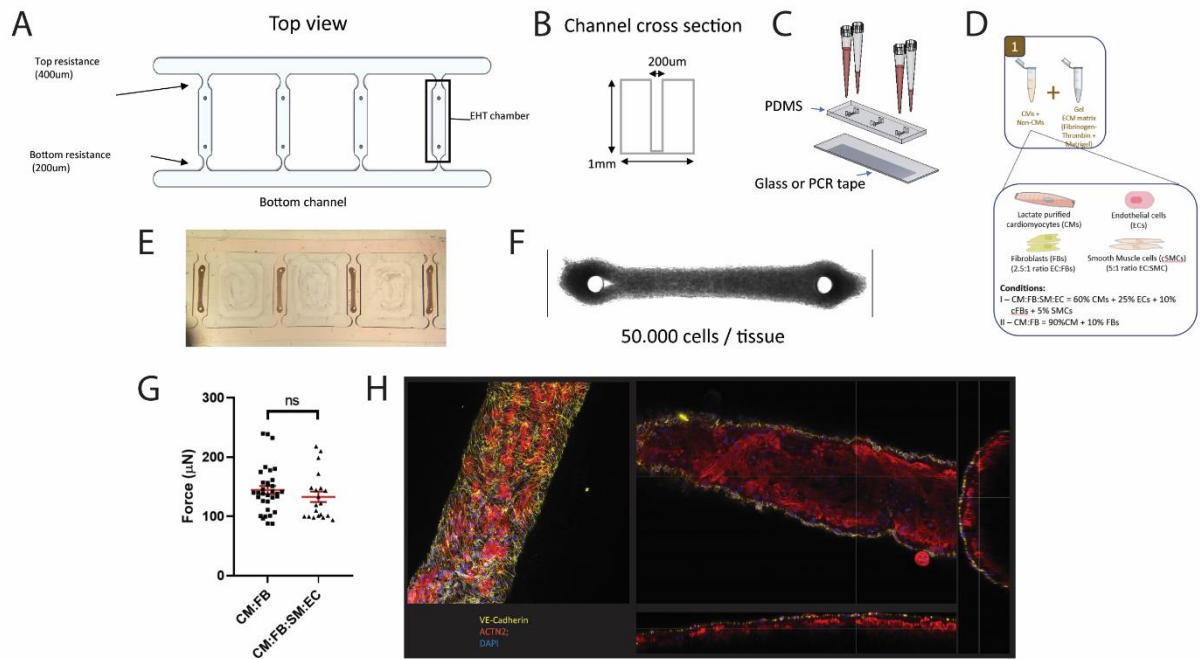 A
Top view
Top resistance
(400um)
Bottom resistance
(200um)
EHT chamber
Bottom channel
B
Channel cross section
200um
1mm
C
PDMS
Glass or PCR tape
D
1
CMs +
Non-CMs
+
Gel
ECM matrix
(Fibrinogen-
Thrombin +
Matrigel)
Lactate purified
cardiomyocytes (CMs)
Endothelial cells
(ECs)
Fibroblasts (FBs)
(2.5:1 ratio EC:FBs)
Smooth Muscle cells (cSMCs)
(5:1 ratio EC:SMC)
Conditions:
I – CM:FB:SM:EC = 60% CMs + 25% ECs + 10%
cFBs + 5% SMCs
II – CM:FB = 90%CM + 10% FBs
E
F
50.000 cells / tissue
G
ns
300
200
100
0
Force (µN)
CM:FB
CM:FB:SM:EC
H
VE-Cadherin
ACTN2;
DAPI